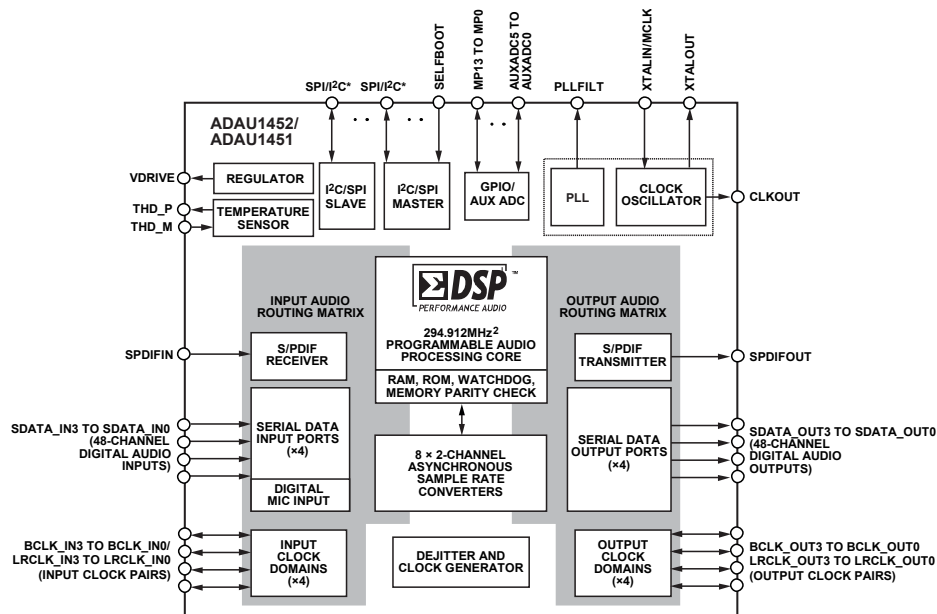 SPI/I²C*
SPI/I²C*
SELFBOOT
MP13 TO MP0
AUXADC5 TO
AUXADC0
PLLFILT
XTALIN/MCLK
XTALOUT
ADAU1452/
ADAU1451
VDRIVE
REGULATOR
THD_P
THD_M
TEMPERATURE
SENSOR
I²C/SPI
SLAVE
I²C/SPI
MASTER
GPIO/
AUX ADC
PLL
CLOCK
OSCILLATOR
CLKOUT
INPUT AUDIO
ROUTING MATRIX
ΣDSP™
PERFORMANCE AUDIO
294.912MHz²
PROGRAMMABLE AUDIO
PROCESSING CORE
RAM, ROM, WATCHDOG,
MEMORY PARITY CHECK
OUTPUT AUDIO
ROUTING MATRIX
SPDIFIN
S/PDIF
RECEIVER
S/PDIF
TRANSMITTER
SPDIFOUT
SDATA_IN3 TO SDATA_IN0
(48-CHANNEL
DIGITAL AUDIO
INPUTS)
SERIAL DATA
INPUT PORTS
(×4)
DIGITAL
MIC INPUT
8 × 2-CHANNEL
ASYNCHRONOUS
SAMPLE RATE
CONVERTERS
SERIAL DATA
OUTPUT PORTS
(×4)
SDATA_OUT3 TO SDATA_OUT0
(48-CHANNEL
DIGITAL AUDIO
OUTPUTS)
BCLK_IN3 TO BCLK_IN0/
LRCLK_IN3 TO LRCLK_IN0
(INPUT CLOCK PAIRS)
INPUT
CLOCK
DOMAINS
(×4)
DEJITTER AND
CLOCK GENERATOR
OUTPUT
CLOCK
DOMAINS
(×4)
BCLK_OUT3 TO BCLK_OUT0
LRCLK_OUT3 TO LRCLK_OUT0
(OUTPUT CLOCK PAIRS)